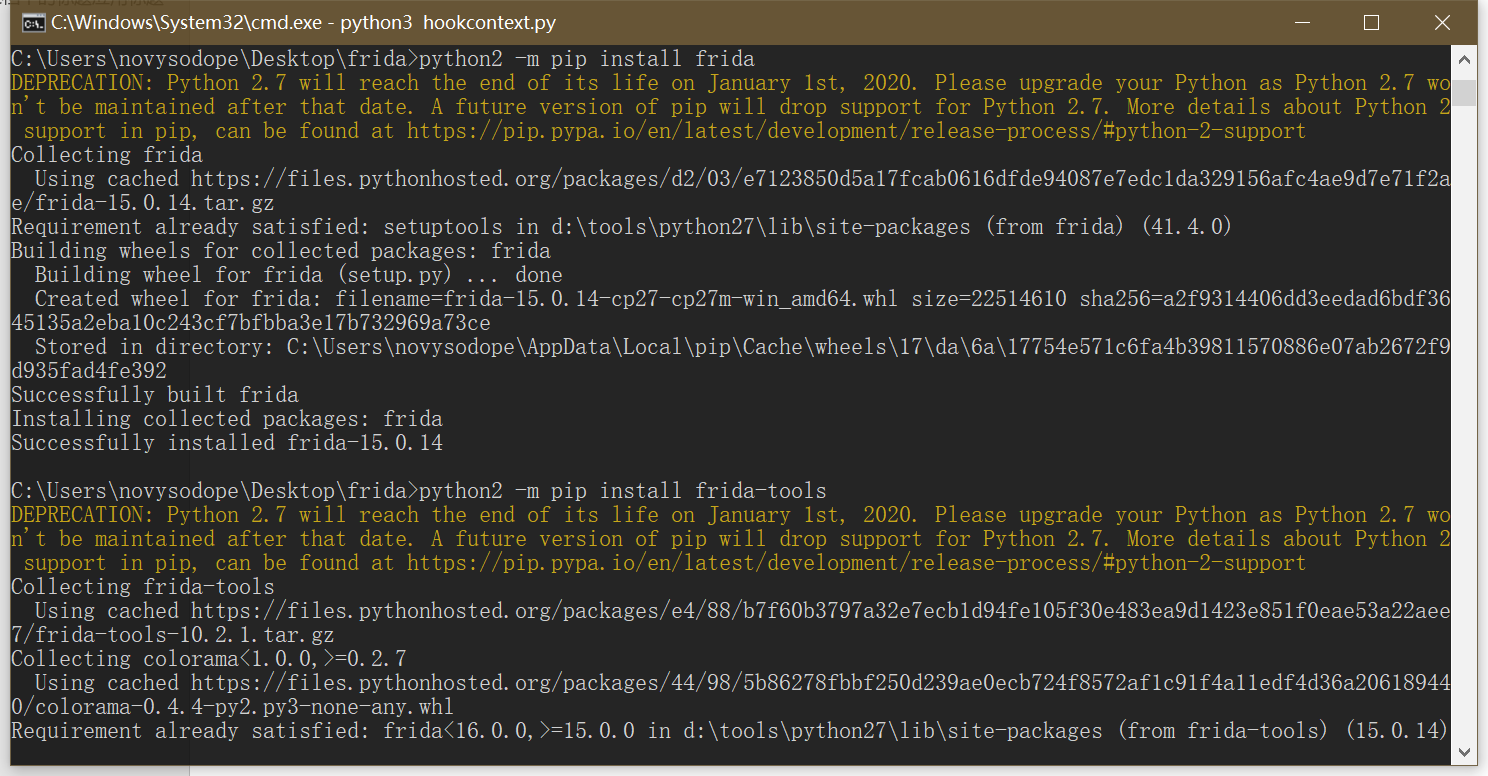 C:\Windows\System32\cmd.exe - python3  hookcontext.py
C:\Users\novysodope\Desktop\frida>python2 -m pip install frida
DEPRECATION: Python 2.7 will reach the end of its life on January 1st, 2020. Please upgrade your Python as Python 2.7 wo
n't be maintained after that date. A future version of pip will drop support for Python 2.7. More details about Python 2
 support in pip, can be found at https://pip.pypa.io/en/latest/development/release-process/#python-2-support
Collecting frida
  Using cached https://files.pythonhosted.org/packages/d2/03/e7123850d5a17fcab0616dfde94087e7edc1da329156afc4ae9d7e71f2a
e/frida-15.0.14.tar.gz
Requirement already satisfied: setuptools in d:\tools\python27\lib\site-packages (from frida) (41.4.0)
Building wheels for collected packages: frida
  Building wheel for frida (setup.py) ... done
  Created wheel for frida: filename=frida-15.0.14-cp27-cp27m-win_amd64.whl size=22514610 sha256=a2f9314406dd3eedad6bdf36
45135a2eba10c243cf7bfbba3e17b732969a73ce
  Stored in directory: C:\Users\novysodope\AppData\Local\pip\Cache\wheels\17\da\6a\17754e571c6fa4b39811570886e07ab2672f9
d935fad4fe392
Successfully built frida
Installing collected packages: frida
Successfully installed frida-15.0.14
C:\Users\novysodope\Desktop\frida>python2 -m pip install frida-tools
DEPRECATION: Python 2.7 will reach the end of its life on January 1st, 2020. Please upgrade your Python as Python 2.7 wo
n't be maintained after that date. A future version of pip will drop support for Python 2.7. More details about Python 2
 support in pip, can be found at https://pip.pypa.io/en/latest/development/release-process/#python-2-support
Collecting frida-tools
  Using cached https://files.pythonhosted.org/packages/e4/88/b7f60b3797a32e7ecb1d94fe105f30e483ea9d1423e851f0eae53a22aee
7/frida-tools-10.2.1.tar.gz
Collecting colorama<1.0.0,>=0.2.7
  Using cached https://files.pythonhosted.org/packages/44/98/5b86278fbbf250d239ae0ecb724f8572af1c91f4a11edf4d36a20618944
0/colorama-0.4.4-py2.py3-none-any.whl
Requirement already satisfied: frida<16.0.0,>=15.0.0 in d:\tools\python27\lib\site-packages (from frida-tools) (15.0.14)